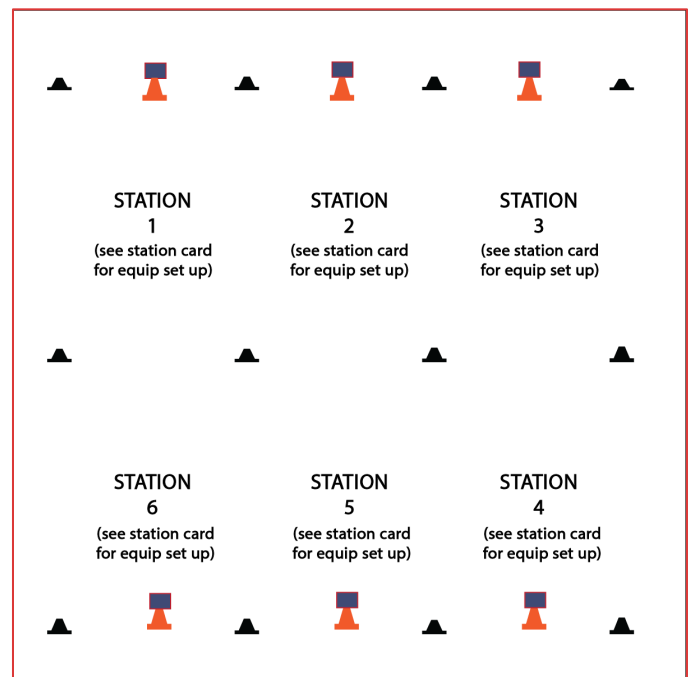 STATION
1
(see station card
for equip set up)
STATION
2
(see station card
for equip set up)
STATION
3
(see station card
for equip set up)
STATION
6
(see station card
for equip set up)
STATION
5
(see station card
for equip set up)
STATION
4
(see station card
for equip set up)